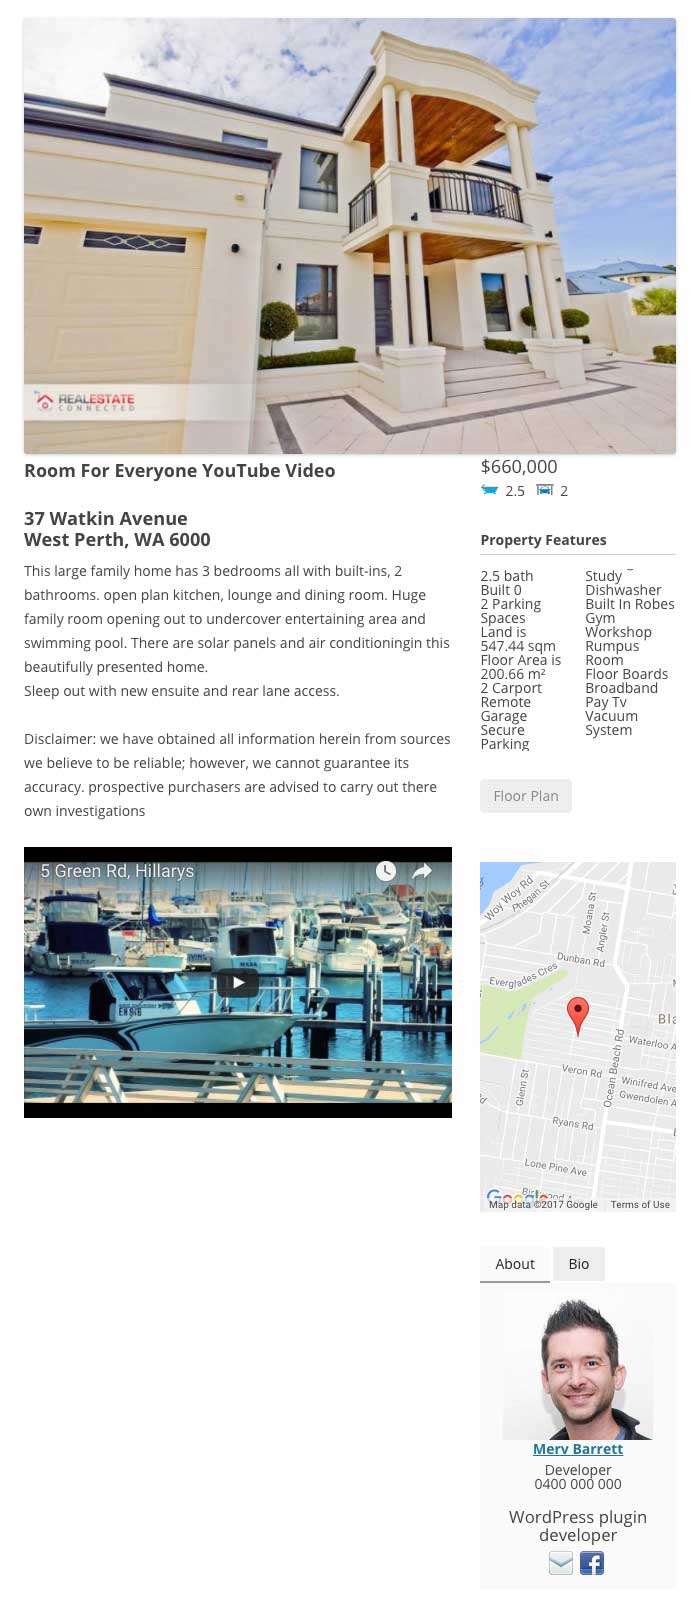 REALESTATE
CONNECTED
Room For Everyone YouTube Video
37 Watkin Avenue
West Perth, WA 6000
This large family home has 3 bedrooms all with built-ins, 2
bathrooms. open plan kitchen, lounge and dining room. Huge
family room opening out to undercover entertaining area and
swimming pool. There are solar panels and air conditioningin this
beautifully presented home.
Sleep out with new ensuite and rear lane access.
Disclaimer: we have obtained all information herein from sources
we believe to be reliable; however, we cannot guarantee its
accuracy. prospective purchasers are advised to carry out there
own investigations
5 Green Rd, Hillarys
$660,000
2.5 2
Property Features
2.5 bath
Built 0
2 Parking
Spaces
Land is
547.44 sqm
Floor Area is
200.66 m²
2 Carport
Remote
Garage
Secure
Parking
Study
Dishwasher
Built In Robes
Gym
Workshop
Rumpus
Room
Floor Boards
Broadband
Pay Tv
Vacuum
System
Floor Plan
Woy Woy Rd
Phegan St
Moana St
Angler St
Dunban Rd
Everglades Cres
Bla
Waterloo A
Ocean Beach Rd
Veron Rd
Glenn St
Winifred Ave
Gwendolen A
Rd
Ryans Rd
Lone Pine Ave
Google
Map data ©2017 Google Terms of Use
About Bio
Merv Barrett
Developer
0400 000 000
WordPress plugin
developer